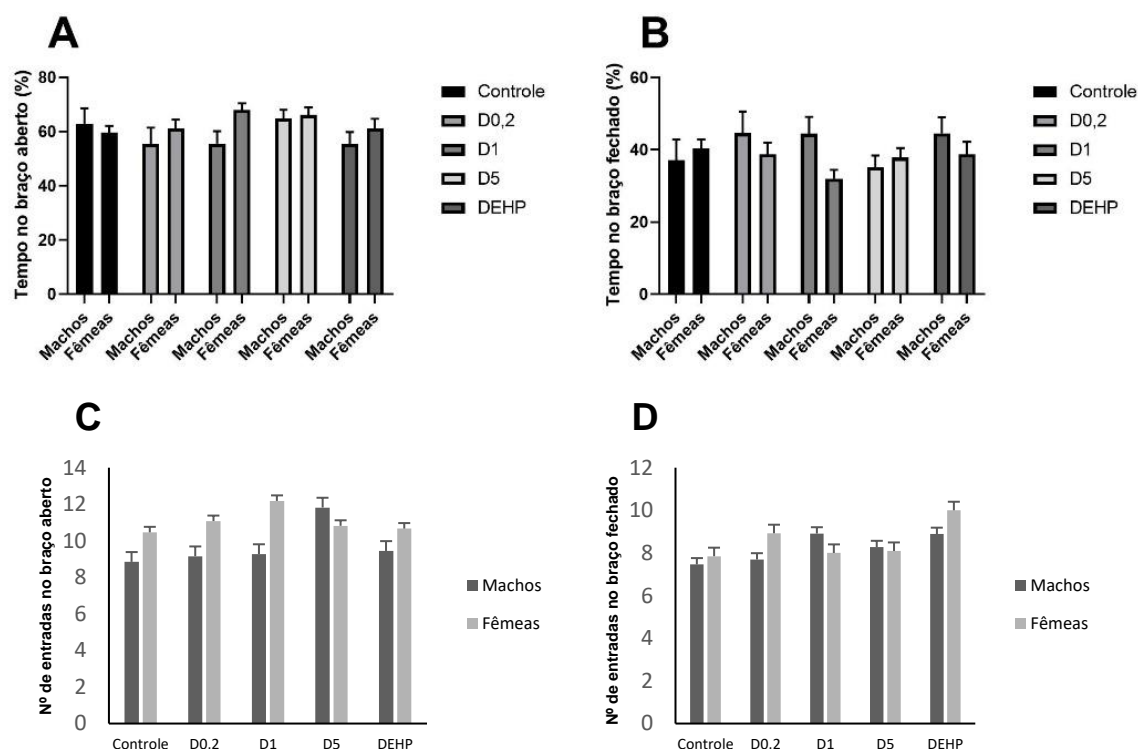 A
Tempo no braço aberto (%)
80
60
40
20
0
Machos
Fêmeas
Machos
Fêmeas
Machos
Fêmeas
Machos
Fêmeas
Machos
Fêmeas
Controle
D0,2
D1
D5
DEHP
B
Tempo no braço fechado (%)
60
40
20
0
Machos
Fêmeas
Machos
Fêmeas
Machos
Fêmeas
Machos
Fêmeas
Machos
Fêmeas
Controle
D0,2
D1
D5
DEHP
C
Nº de entradas no braço aberto
14
12
10
8
6
4
2
0
Controle D0.2 D1 D5 DEHP
Machos
Fêmeas
D
Nº de entradas no braço fechado
12
10
8
6
4
2
0
Controle D0.2 D1 D5 DEHP
Machos
Fêmeas